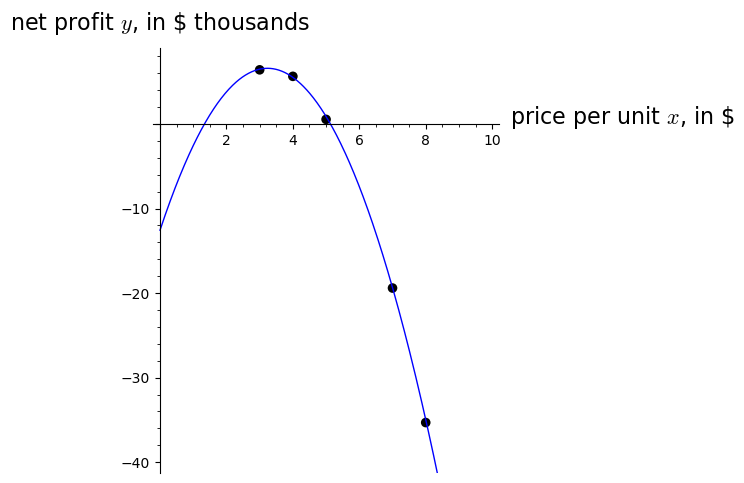 net profit y, in $ thousands
price per unit x, in $
2 4 6 8 10
−10
−20
−30
−40